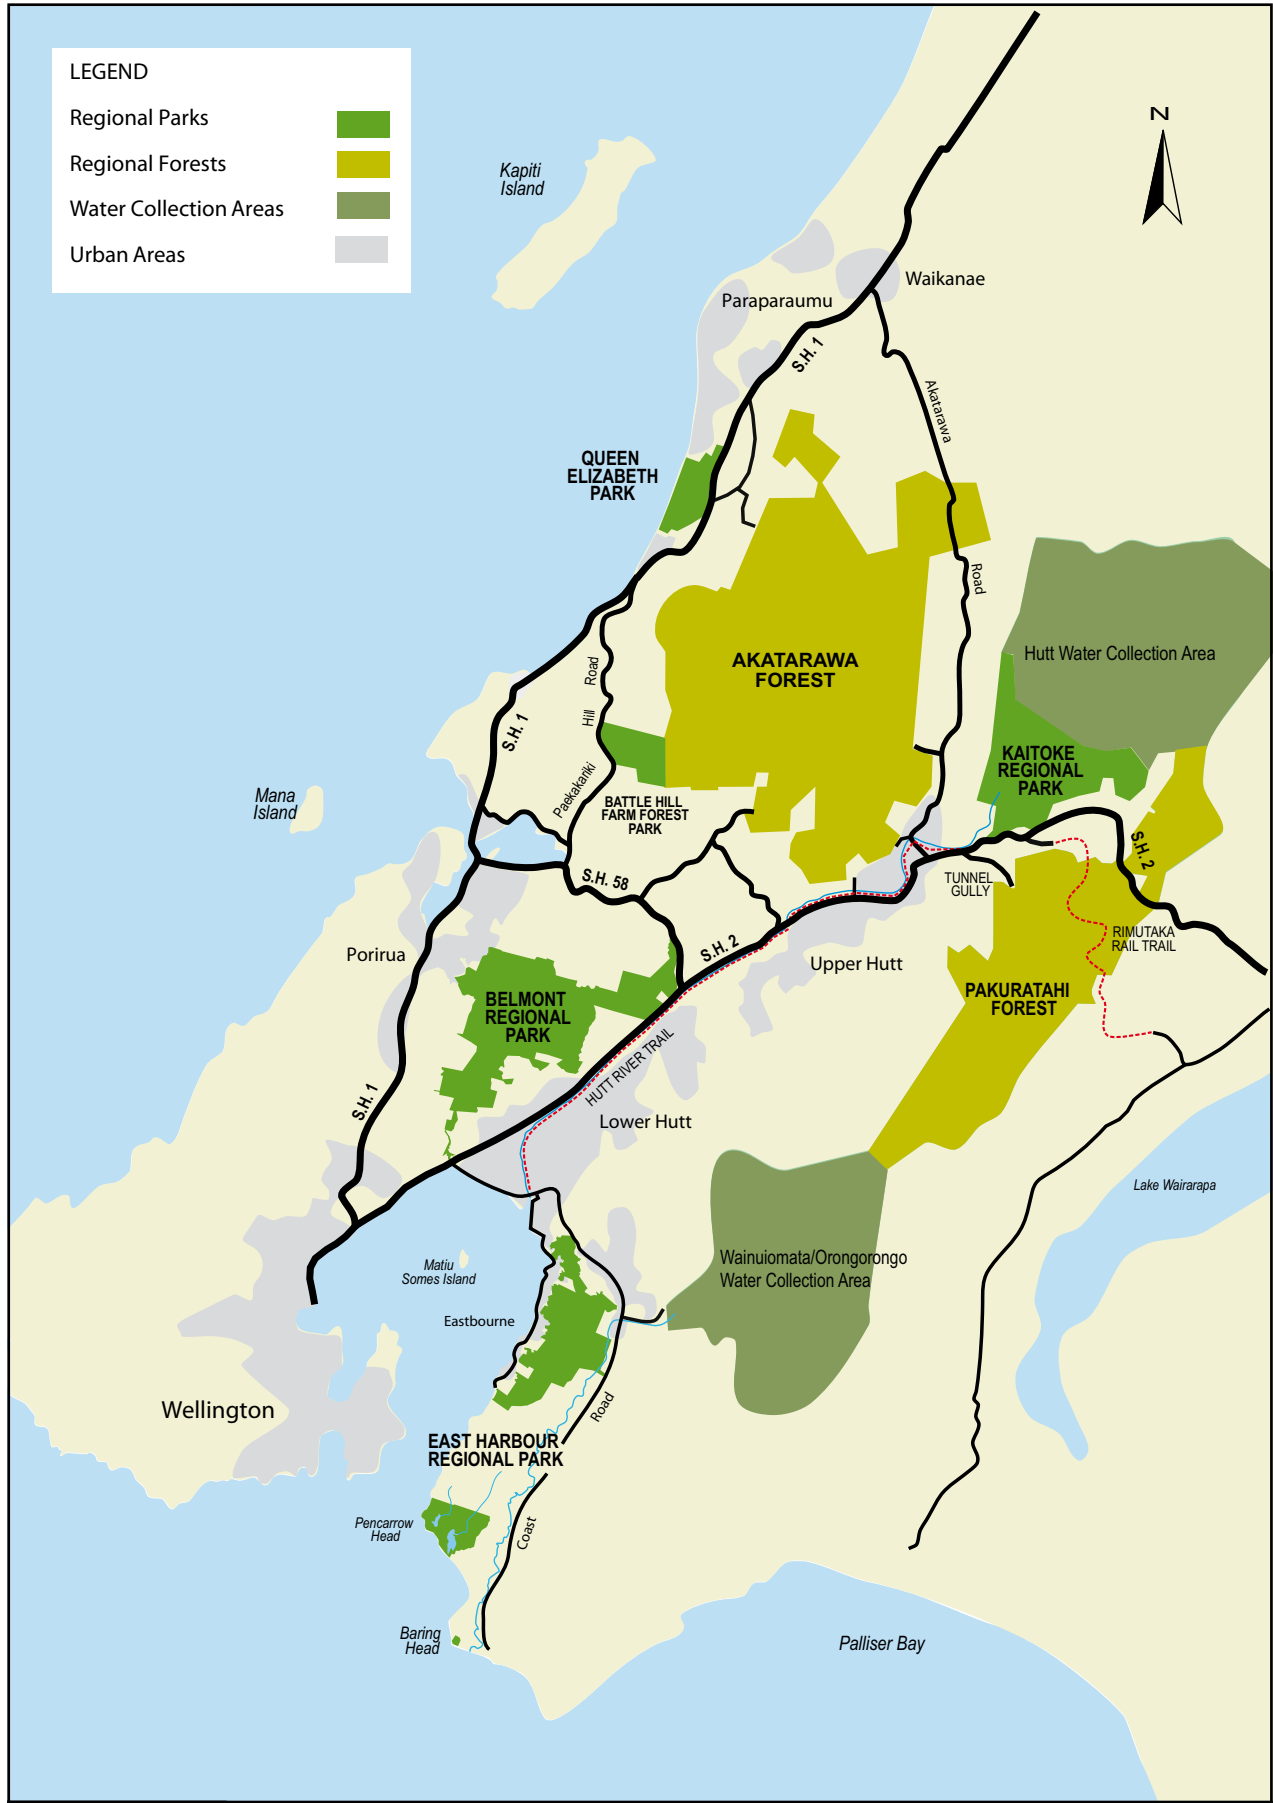 LEGEND
Regional Parks
Regional Forests
Water Collection Areas
Urban Areas
N
Kapiti
Island
Waikanae
Paraparaumu
S.H. 1
Akatarawa
Road
QUEEN
ELIZABETH
PARK
Hutt Water Collection Area
AKATARAWA
FOREST
Road
Hill
Paekakariki
S.H. 1
KAITOKE
REGIONAL
PARK
Mana
Island
BATTLE HILL
FARM FOREST
PARK
S.H. 2
S.H. 58
TUNNEL
GULLY
RIMUTAKA
RAIL TRAIL
S.H. 2
Porirua
Upper Hutt
BELMONT
REGIONAL
PARK
PAKURATAHI
FOREST
HUTT RIVER TRAIL
S.H. 1
Lower Hutt
Lake Wairarapa
Wainuiomata/Orongorongo
Water Collection Area
Matiu
Somes Island
Eastbourne
Wellington
Road
EAST HARBOUR
REGIONAL PARK
Pencarrow
Head
Coast
Baring
Head
Palliser Bay